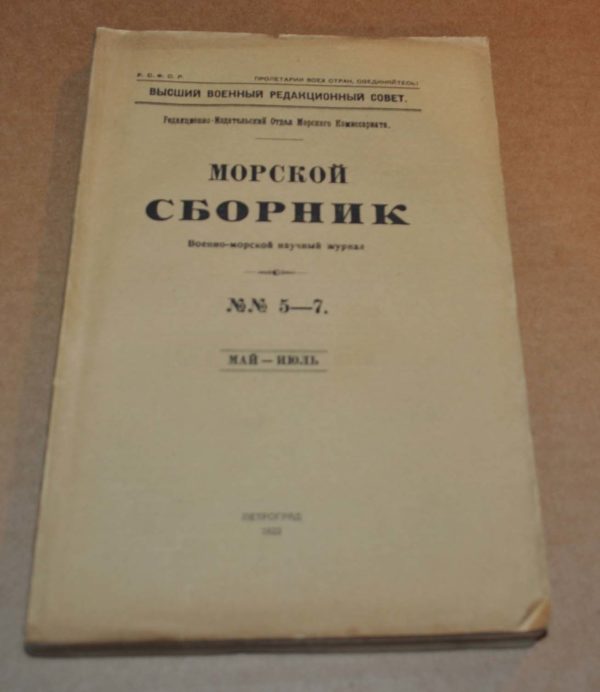 Р. С. Ф. С. Р. ПРОЛЕТАРИИ ВСЕХ СТРАН, СОЕДИНЯЙТЕСЬ!
ВЫСШИЙ ВОЕННЫЙ РЕДАКЦИОННЫЙ СОВЕТ.
Редакционно-Издательский Отдел Морского Комиссариата.
МОРСКОЙ
СБОРНИК
Военно-морской научный журнал
№№ 5—7.
МАЙ — ИЮЛЬ
ПЕТРОГРАД